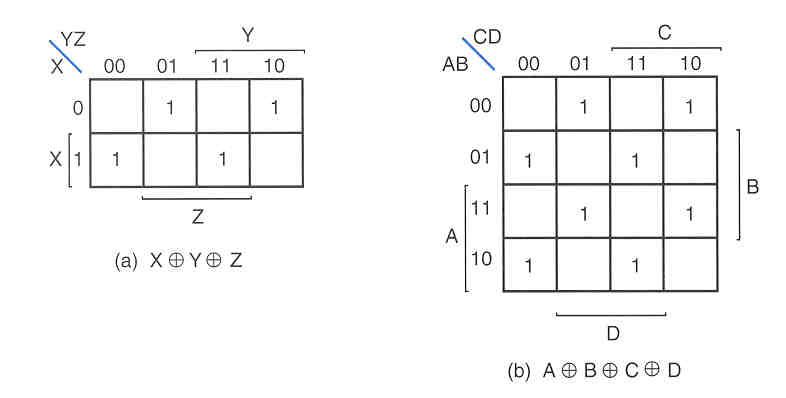 YZ
Y
X 00 01 11 10
0 1 1
X 1 1 1
Z
(a) X ⊕ Y ⊕ Z
CD
C
AB 00 01 11 10
00 1 1
01 1 1
B
11 1 1
A
10 1 1
D
(b) A ⊕ B ⊕ C ⊕ D